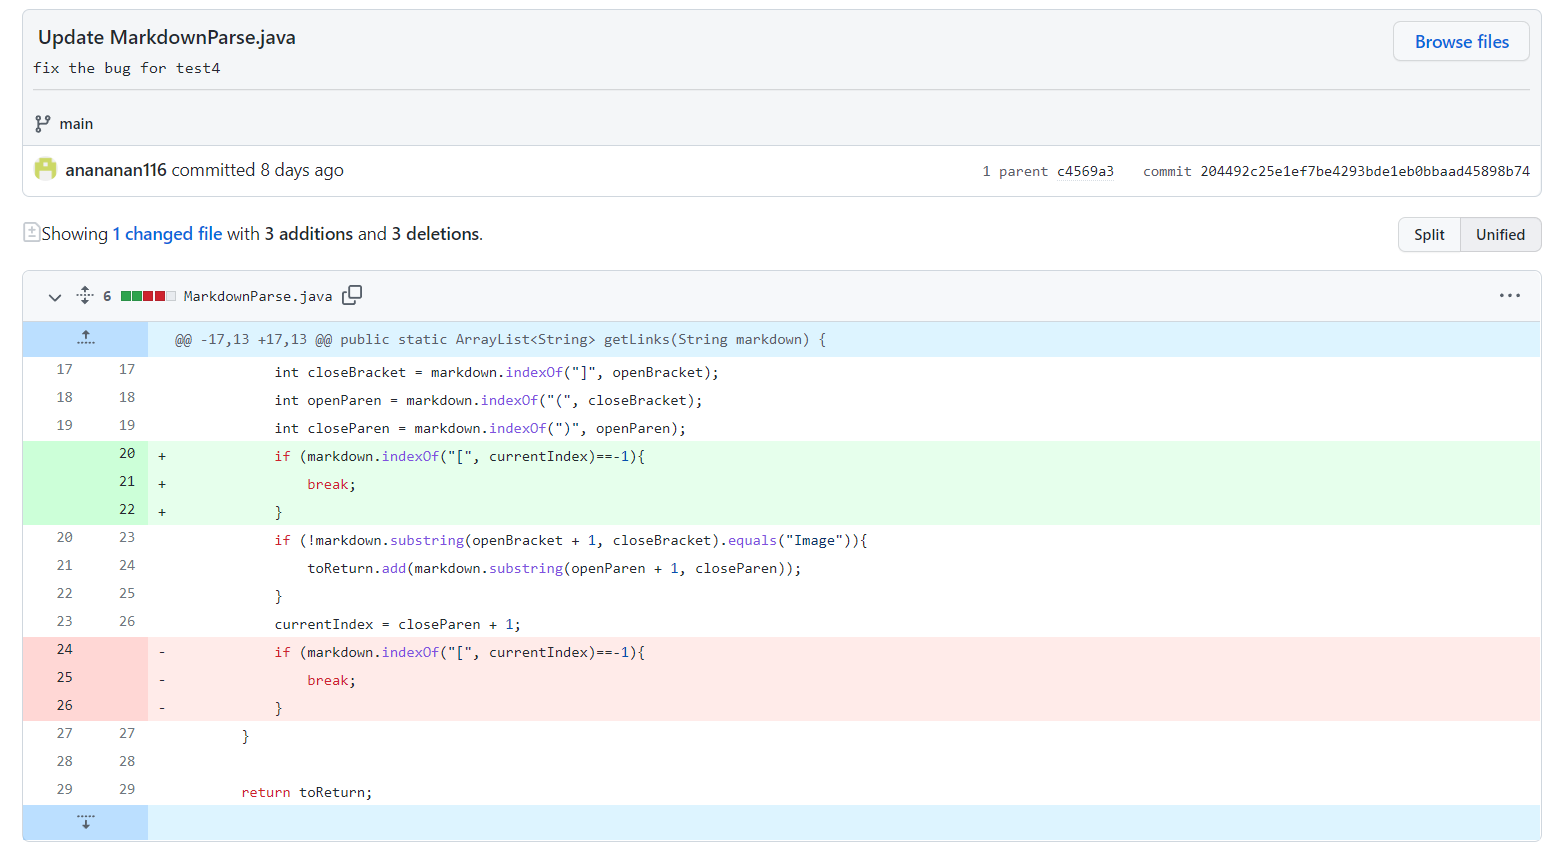 Update MarkdownParse.java
Browse files
fix the bug for test4
main
anananan116 committed 8 days ago
1 parent c4569a3 commit 204492c25e1ef7be4293bde1eb0bbaad45898b74
Showing 1 changed file with 3 additions and 3 deletions.
Split Unified
6 MarkdownParse.java
@@ -17,13 +17,13 @@ public static ArrayList<String> getLinks(String markdown) {
17 17 int closeBracket = markdown.indexOf("]", openBracket);
18 18 int openParen = markdown.indexOf("(", closeBracket);
19 19 int closeParen = markdown.indexOf(")", openParen);
20 + if (markdown.indexOf("[", currentIndex)==-1){
21 + break;
22 + }
20 23 if (!markdown.substring(openBracket + 1, closeBracket).equals("Image")){
21 24 toReturn.add(markdown.substring(openParen + 1, closeParen));
22 25 }
23 26 currentIndex = closeParen + 1;
24 - if (markdown.indexOf("[", currentIndex)==-1){
25 - break;
26 - }
27 27 }
28 28
29 29 return toReturn;